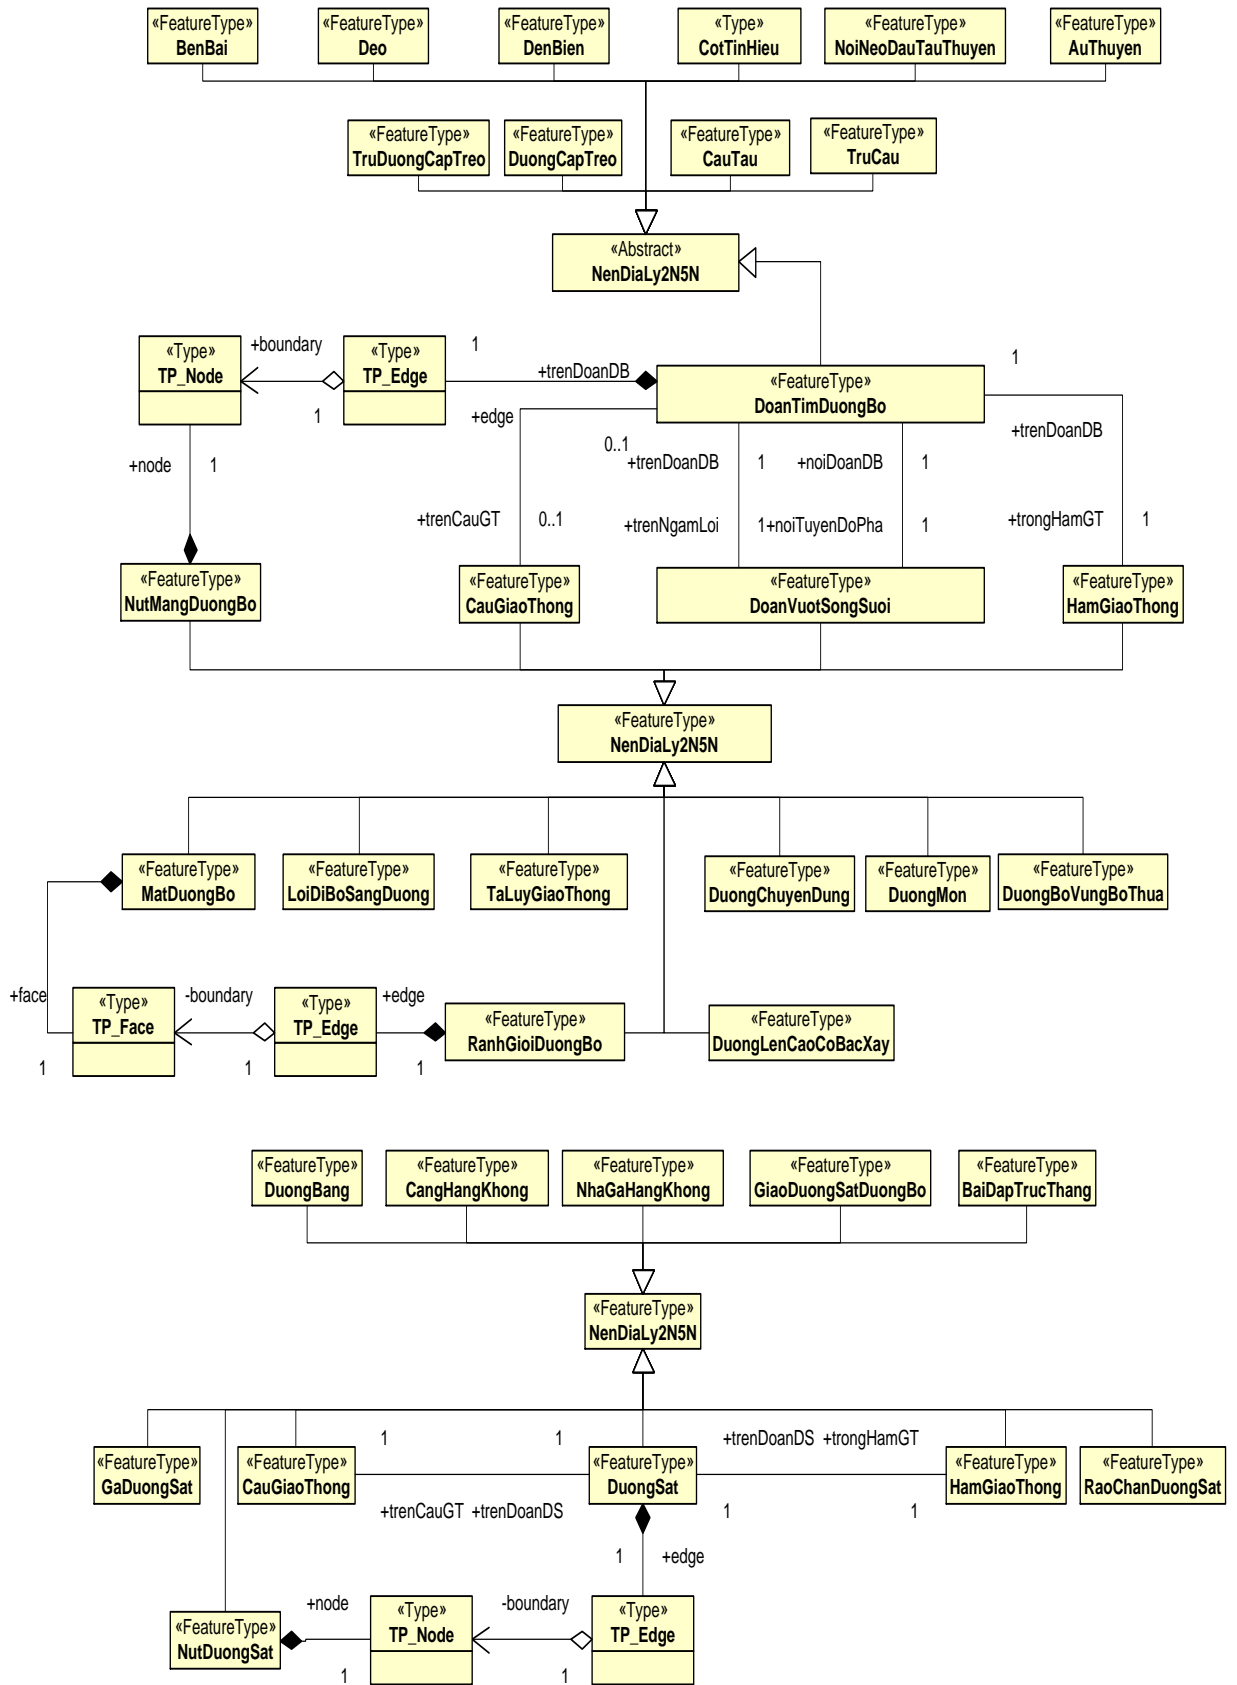 «FeatureType»
BenBai
«FeatureType»
Deo
«FeatureType»
DenBien
«Type»
CotTinHieu
«FeatureType»
NoiNeoDauTauThuyen
«FeatureType»
AuThuyen
«FeatureType»
TruDuongCapTreo
«FeatureType»
DuongCapTreo
«FeatureType»
CauTau
«FeatureType»
TruCau
«Abstract»
NenDiaLy2N5N
«Type»
TP_Node
+boundary
1
«Type»
TP_Edge
1
+trenDoanDB
+edge
«FeatureType»
DoanTimDuongBo
1
+node
1
0..1
+trenDoanDB
1
+noiDoanDB
1
+trenDoanDB
+trenCauGT
0..1
+trenNgamLoi
1
+noiTuyenDoPha
1
+trongHamGT
1
«FeatureType»
NutMangDuongBo
«FeatureType»
CauGiaoThong
«FeatureType»
DoanVuotSongSuoi
«FeatureType»
HamGiaoThong
«FeatureType»
NenDiaLy2N5N
«FeatureType»
MatDuongBo
«FeatureType»
LoiDiBoSangDuong
«FeatureType»
TaLuyGiaoThong
«FeatureType»
DuongChuyenDung
«FeatureType»
DuongMon
«FeatureType»
DuongBoVungBoThua
+face
1
«Type»
TP_Face
-boundary
1
«Type»
TP_Edge
+edge
1
«FeatureType»
RanhGioiDuongBo
«FeatureType»
DuongLenCaoCoBacXay
«FeatureType»
DuongBang
«FeatureType»
CangHangKhong
«FeatureType»
NhaGaHangKhong
«FeatureType»
GiaoDuongSatDuongBo
«FeatureType»
BaiDapTrucThang
«FeatureType»
NenDiaLy2N5N
«FeatureType»
GaDuongSat
«FeatureType»
CauGiaoThong
1
1
+trenCauGT +trenDoanDS
«FeatureType»
DuongSat
+trenDoanDS +trongHamGT
1
1
«FeatureType»
HamGiaoThong
«FeatureType»
RaoChanDuongSat
1
+edge
«FeatureType»
NutDuongSat
+node
1
«Type»
TP_Node
-boundary
1
«Type»
TP_Edge